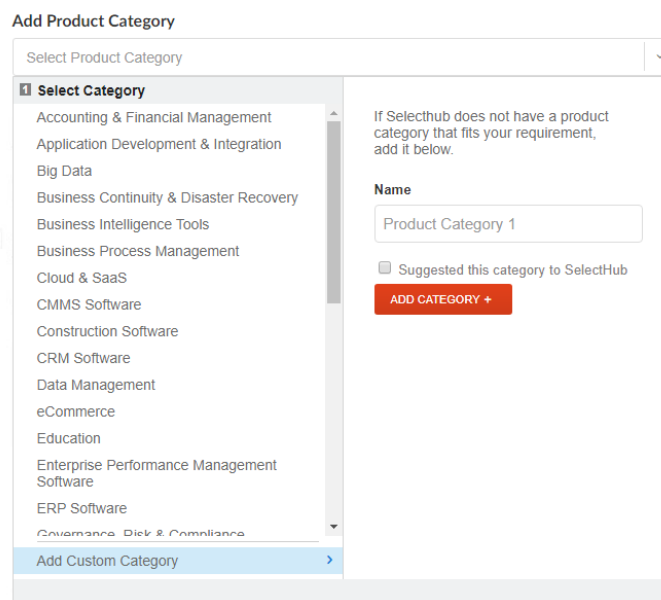 Add Product Category
Select Product Category
1 Select Category
Accounting & Financial Management
Application Development & Integration
Big Data
Business Continuity & Disaster Recovery
Business Intelligence Tools
Business Process Management
Cloud & SaaS
CMMS Software
Construction Software
CRM Software
Data Management
eCommerce
Education
Enterprise Performance Management
Software
ERP Software
Governance, Risk & Compliance
Add Custom Category
If Selecthub does not have a product
category that fits your requirement,
add it below.
Name
Product Category 1
Suggested this category to SelectHub
ADD CATEGORY +